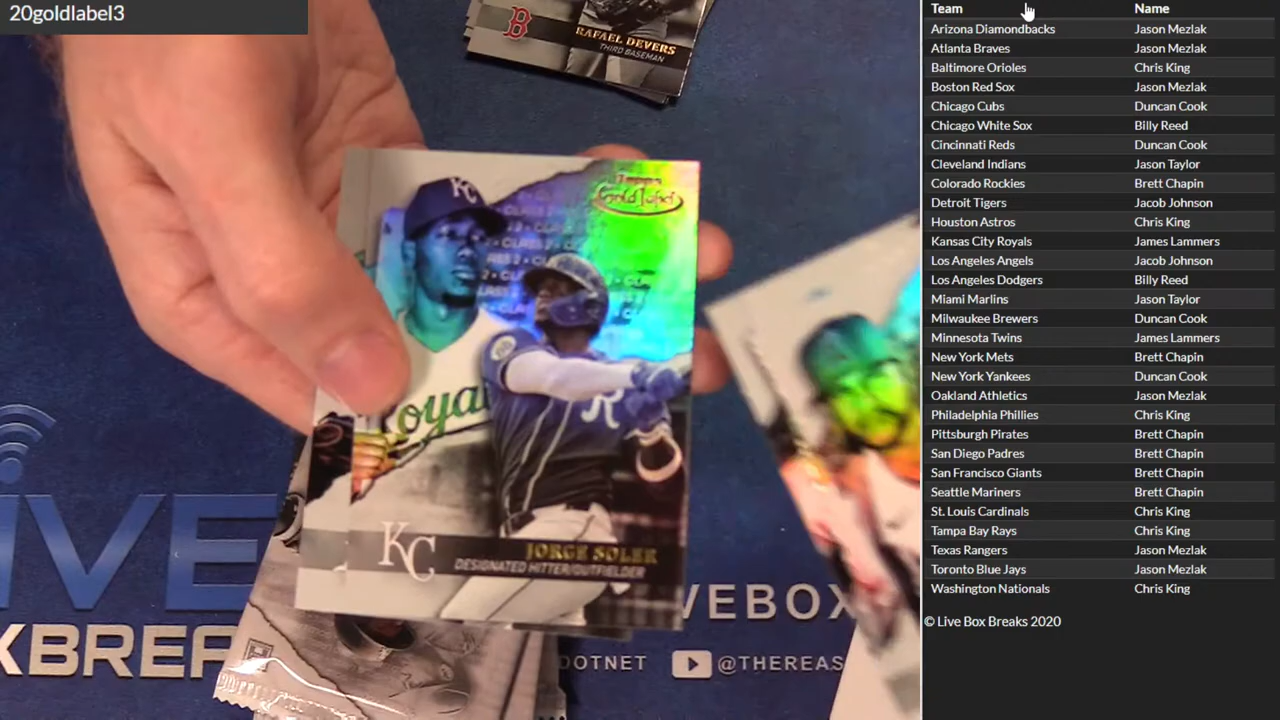 20goldlabel3
B
RAFAEL DEVERS
THIRD BASEMAN
Topps
Gold Label
CLASS 2 • CLASS 2
KC
Royal
R
KC
JORGE SOLER
DESIGNATED HITTER/OUTFIELDER
IVE
XBREA
VEBOX
DOTNET
@THEREAS
Team Name
Arizona Diamondbacks Jason Mezlak
Atlanta Braves Jason Mezlak
Baltimore Orioles Chris King
Boston Red Sox Jason Mezlak
Chicago Cubs Duncan Cook
Chicago White Sox Billy Reed
Cincinnati Reds Duncan Cook
Cleveland Indians Jason Taylor
Colorado Rockies Brett Chapin
Detroit Tigers Jacob Johnson
Houston Astros Chris King
Kansas City Royals James Lammers
Los Angeles Angels Jacob Johnson
Los Angeles Dodgers Billy Reed
Miami Marlins Jason Taylor
Milwaukee Brewers Duncan Cook
Minnesota Twins James Lammers
New York Mets Brett Chapin
New York Yankees Duncan Cook
Oakland Athletics Jason Mezlak
Philadelphia Phillies Chris King
Pittsburgh Pirates Brett Chapin
San Diego Padres Brett Chapin
San Francisco Giants Brett Chapin
Seattle Mariners Brett Chapin
St. Louis Cardinals Chris King
Tampa Bay Rays Chris King
Texas Rangers Jason Mezlak
Toronto Blue Jays Jason Mezlak
Washington Nationals Chris King
© Live Box Breaks 2020